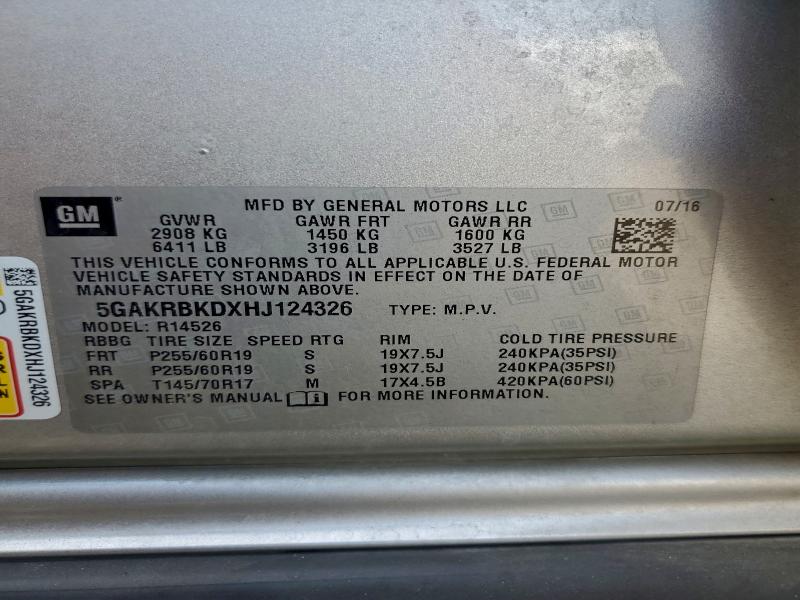 GM
MFD BY GENERAL MOTORS LLC 07/16
GVWR GAWR FRT GAWR RR
2908 KG 1450 KG 1600 KG
6411 LB 3196 LB 3527 LB
THIS VEHICLE CONFORMS TO ALL APPLICABLE U.S. FEDERAL MOTOR
VEHICLE SAFETY STANDARDS IN EFFECT ON THE DATE OF
MANUFACTURE SHOWN ABOVE.
5GAKRBKDXHJ124326 TYPE: M.P.V.
MODEL: R14526
RBBG TIRE SIZE SPEED RTG RIM COLD TIRE PRESSURE
FRT P255/60R19 S 19X7.5J 240KPA(35PSI)
RR P255/60R19 S 19X7.5J 240KPA(35PSI)
SPA T145/70R17 M 17X4.5B 420KPA(60PSI)
SEE OWNER'S MANUAL FOR MORE INFORMATION.
5GAKRBKDXHJ124326